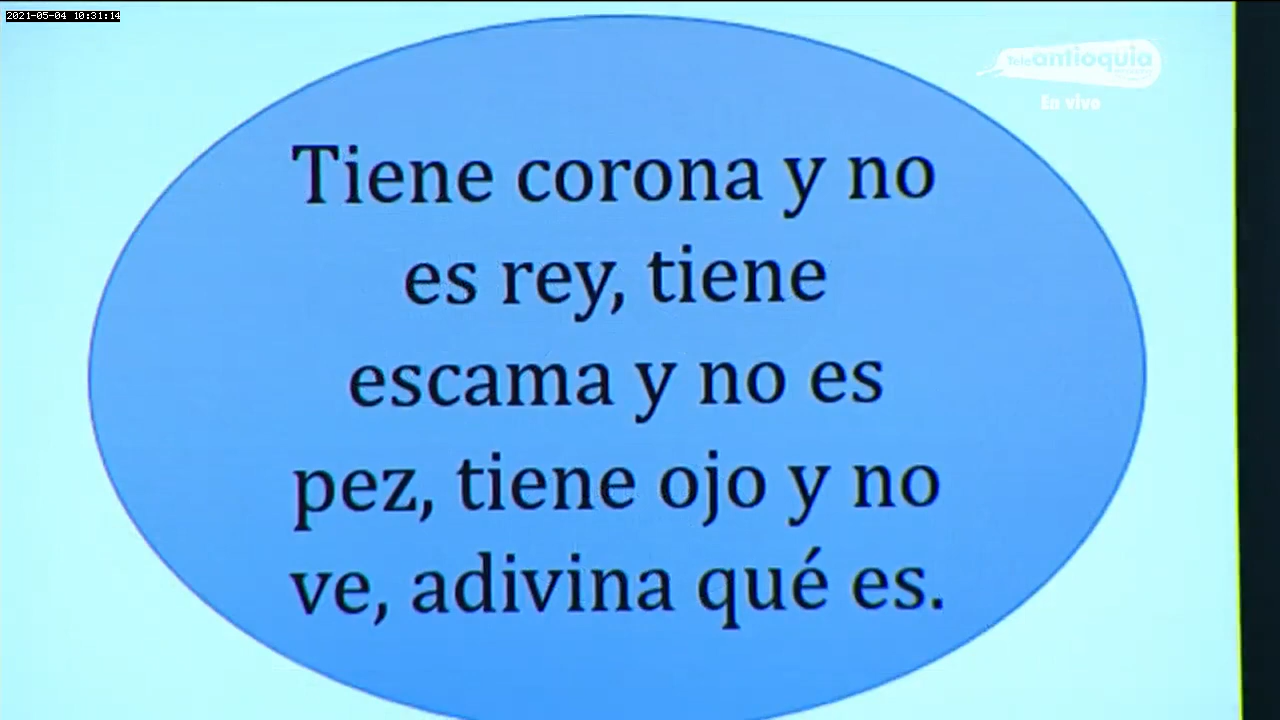 2021-05-04 10:31:14
Teleantioquia
En vivo
Tiene corona y no
es rey, tiene
escama y no es
pez, tiene ojo y no
ve, adivina qué es.